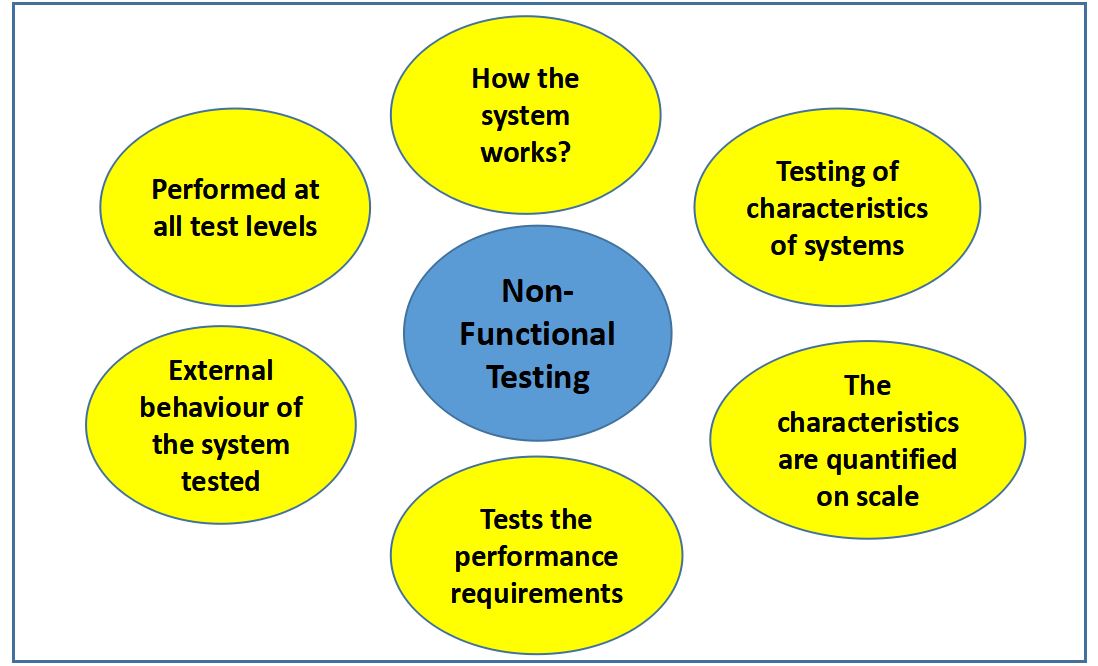 How the
system
works?
Performed at
all test levels
Testing of
characteristics
of systems
Non-
Functional
Testing
External
behaviour of
the system
tested
The
characteristics
are quantified
on scale
Tests the
performance
requirements